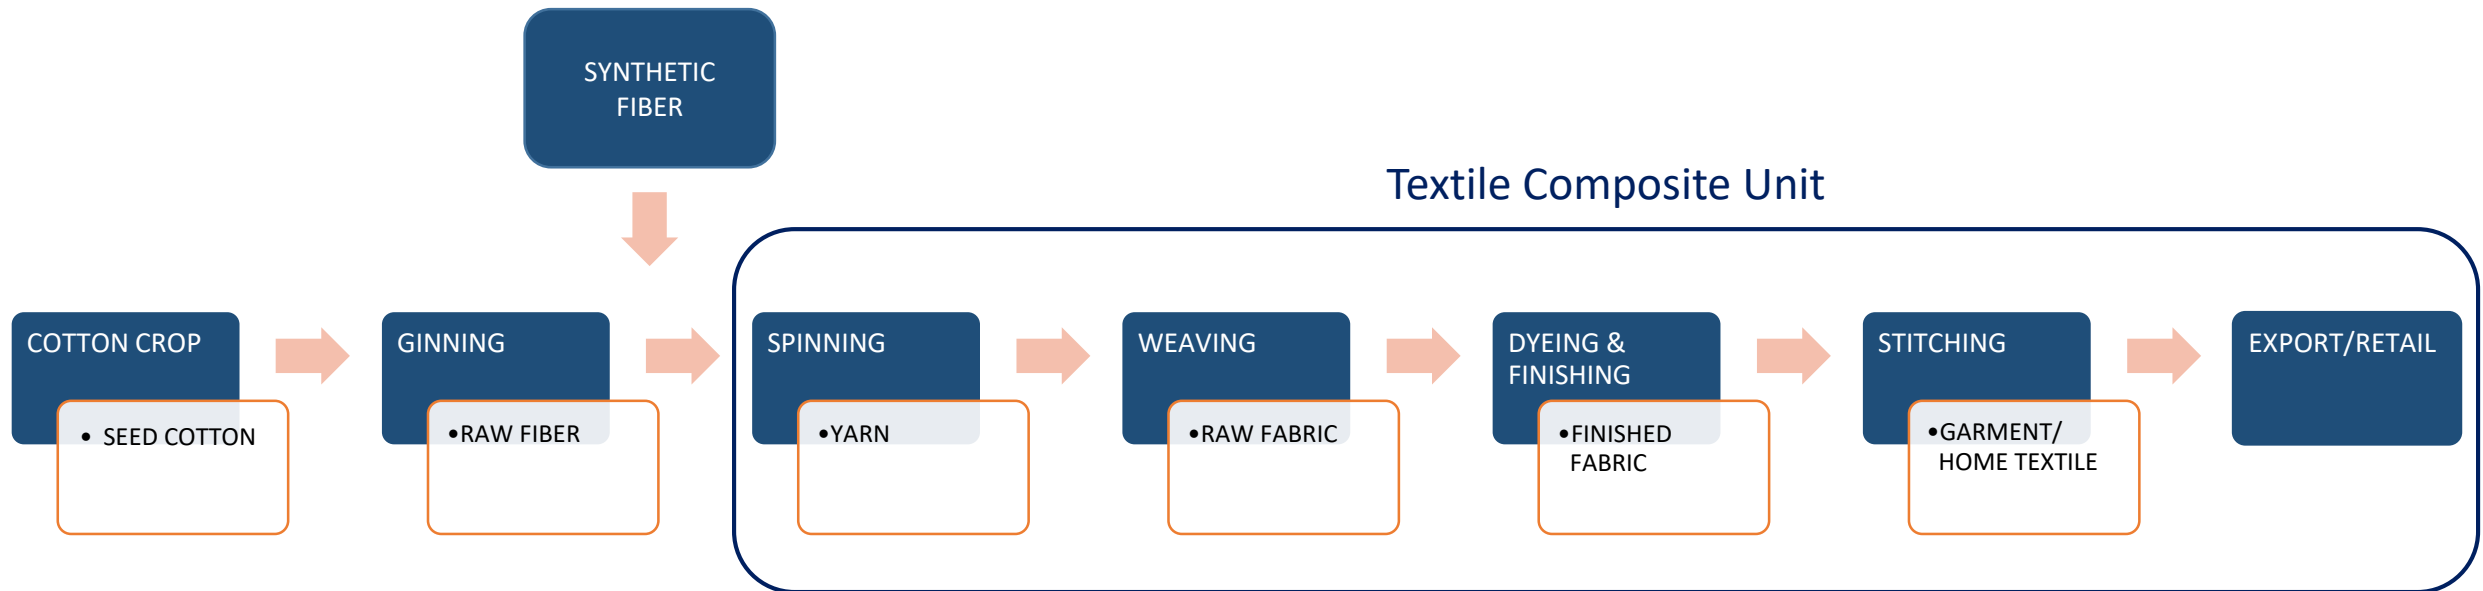 SYNTHETIC
FIBER
Textile Composite Unit
COTTON CROP
• SEED COTTON
GINNING
•RAW FIBER
SPINNING
•YARN
WEAVING
•RAW FABRIC
DYEING &
FINISHING
•FINISHED
FABRIC
STITCHING
•GARMENT/
HOME TEXTILE
EXPORT/RETAIL